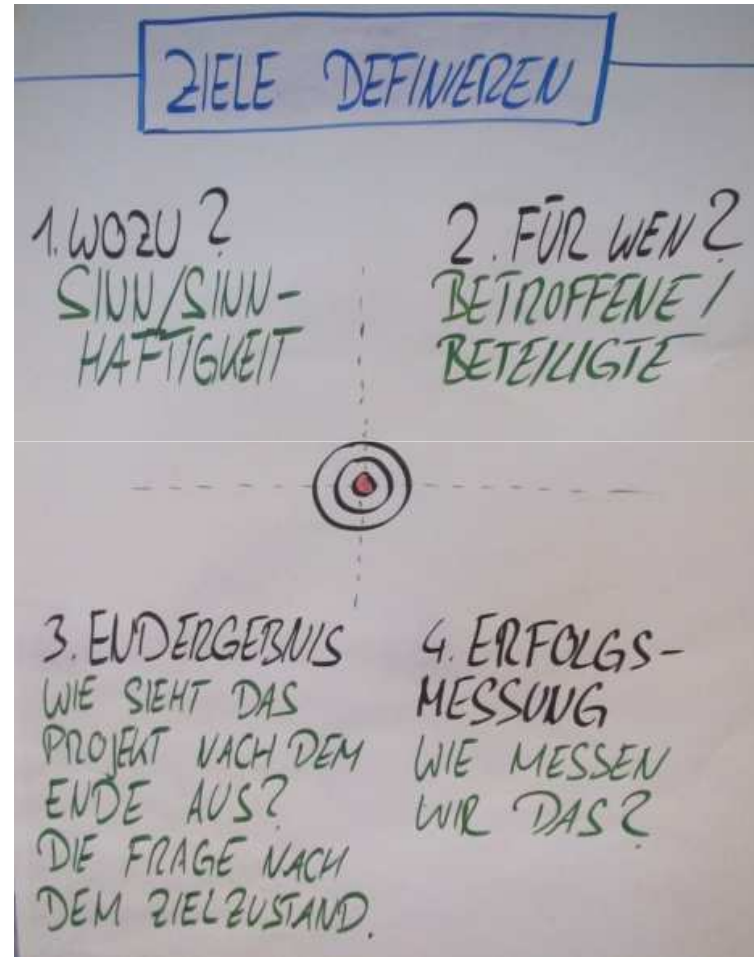 ZIELE DEFINIEREN
1. WOZU?
SINN/SINN-
HAFTIGKEIT
2. FÜR WEN?
BETROFFENE/
BETEILIGTE
3. ENDERGEBNIS
WIE SIEHT DAS
PROJEKT NACH DEM
ENDE AUS?
DIE FRAGE NACH
DEM ZIELZUSTAND.
4. ERFOLGS-
MESSUNG
WIE MESSEN
WIR DAS?